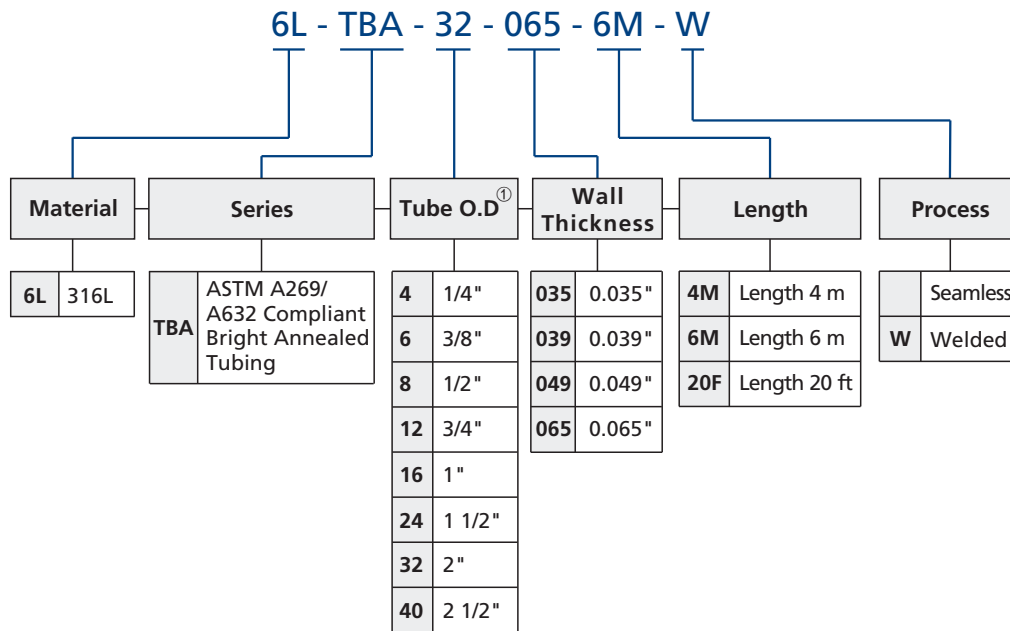 6L - TBA - 32 - 065 - 6M - W
Material
Series
Tube O.D①
Wall
Thickness
Length
Process
6L 316L
TBA
ASTM A269/
A632 Compliant
Bright Annealed
Tubing
4 1/4"
6 3/8"
8 1/2"
12 3/4"
16 1"
24 1 1/2"
32 2"
40 2 1/2"
035 0.035"
039 0.039"
049 0.049"
065 0.065"
4M Length 4 m
6M Length 6 m
20F Length 20 ft
Seamless
W Welded